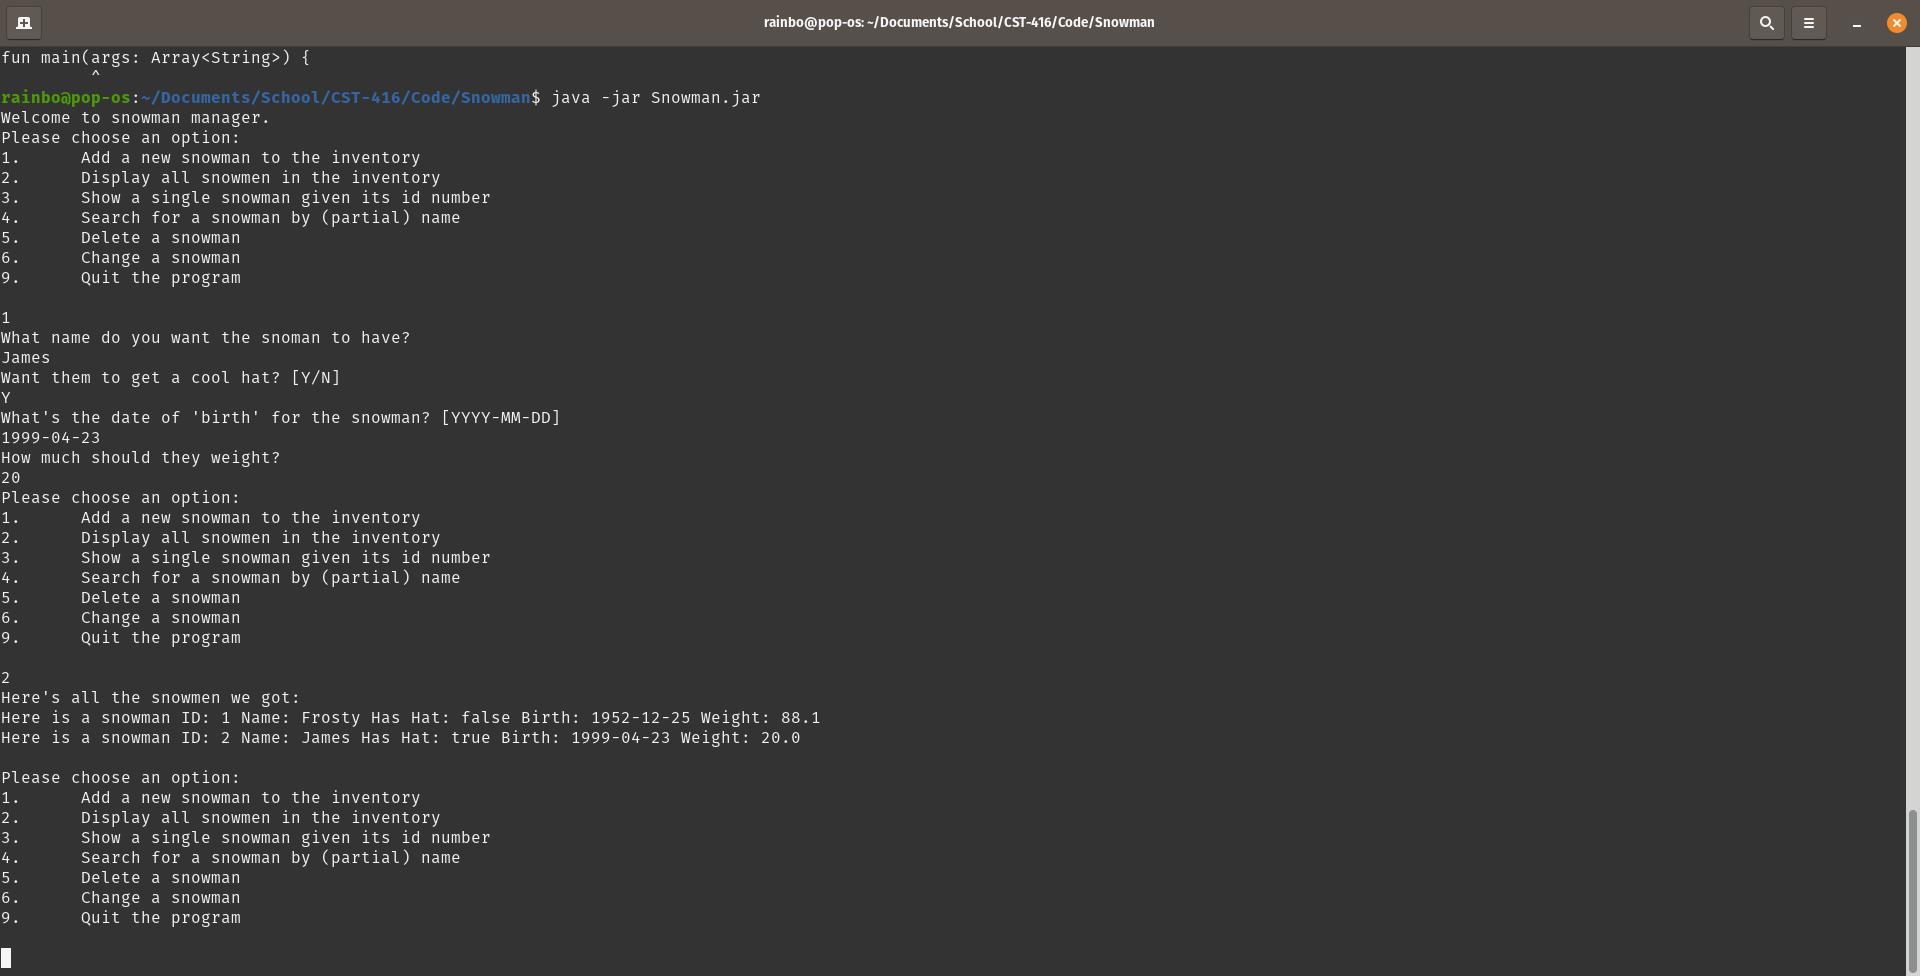 rainbo@pop-os: ~/Documents/School/CST-416/Code/Snowman
fun main(args: Array<String>) {
         ^
rainbo@pop-os:~/Documents/School/CST-416/Code/Snowman$ java -jar Snowman.jar
Welcome to snowman manager.
Please choose an option:
1.      Add a new snowman to the inventory
2.      Display all snowmen in the inventory
3.      Show a single snowman given its id number
4.      Search for a snowman by (partial) name
5.      Delete a snowman
6.      Change a snowman
9.      Quit the program

1
What name do you want the snoman to have?
James
Want them to get a cool hat? [Y/N]
Y
What's the date of 'birth' for the snowman? [YYYY-MM-DD]
1999-04-23
How much should they weight?
20
Please choose an option:
1.      Add a new snowman to the inventory
2.      Display all snowmen in the inventory
3.      Show a single snowman given its id number
4.      Search for a snowman by (partial) name
5.      Delete a snowman
6.      Change a snowman
9.      Quit the program

2
Here's all the snowmen we got:
Here is a snowman ID: 1 Name: Frosty Has Hat: false Birth: 1952-12-25 Weight: 88.1
Here is a snowman ID: 2 Name: James Has Hat: true Birth: 1999-04-23 Weight: 20.0

Please choose an option:
1.      Add a new snowman to the inventory
2.      Display all snowmen in the inventory
3.      Show a single snowman given its id number
4.      Search for a snowman by (partial) name
5.      Delete a snowman
6.      Change a snowman
9.      Quit the program